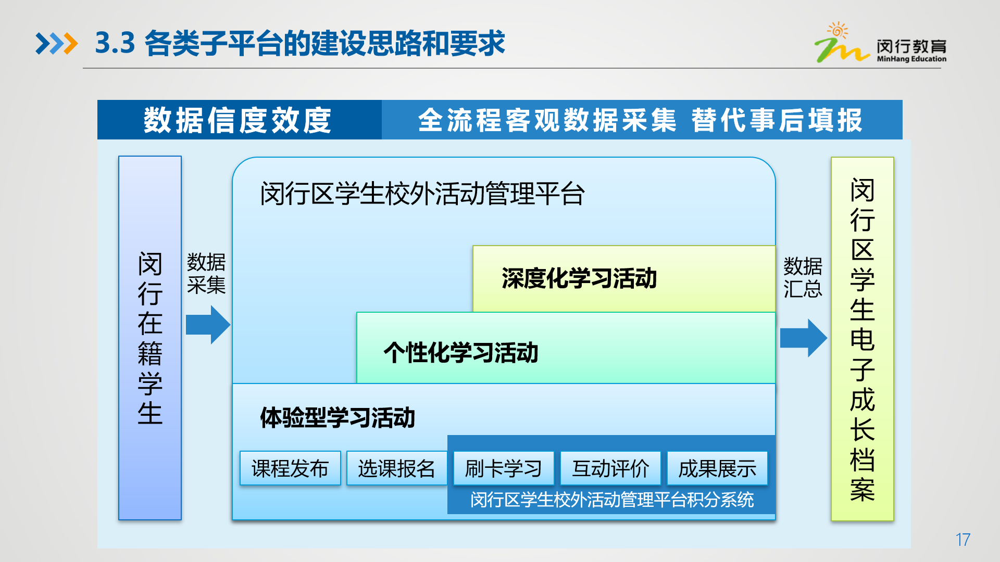 3.3 各类子平台的建设思路和要求
闵行教育
MinHang Education
数据信度效度
全流程客观数据采集 替代事后填报
闵行在籍学生
数据
采集
闵行区学生校外活动管理平台
深度化学习活动
个性化学习活动
体验型学习活动
课程发布
选课报名
刷卡学习
互动评价
成果展示
闵行区学生校外活动管理平台积分系统
数据
汇总
闵行区学生电子成长档案
17